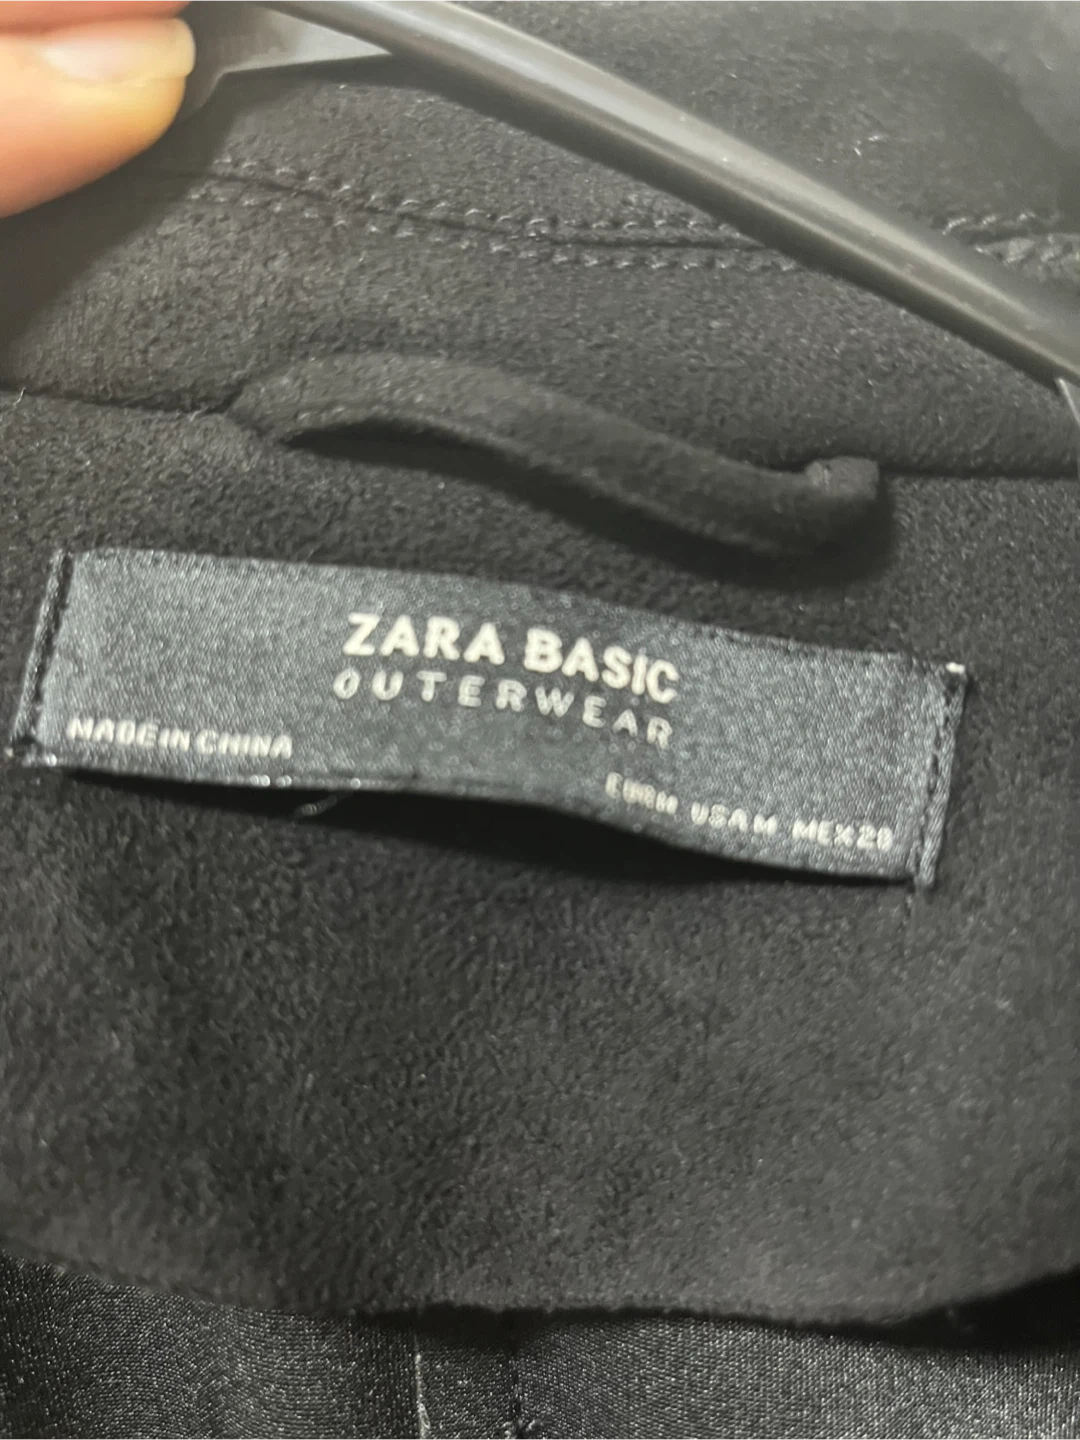 ZARA BASIC
OUTERWEAR
MADE IN CHINA
EUR M USA M MEX 28